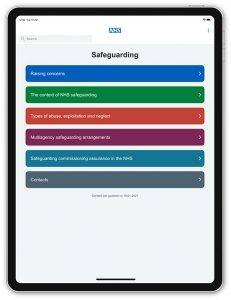 NHS
Search
Safeguarding
Raising concerns
The context of NHS safeguarding
Types of abuse, exploitation and neglect
Multiagency safeguarding arrangements
Safeguarding commissioning assurance in the NHS
Contacts